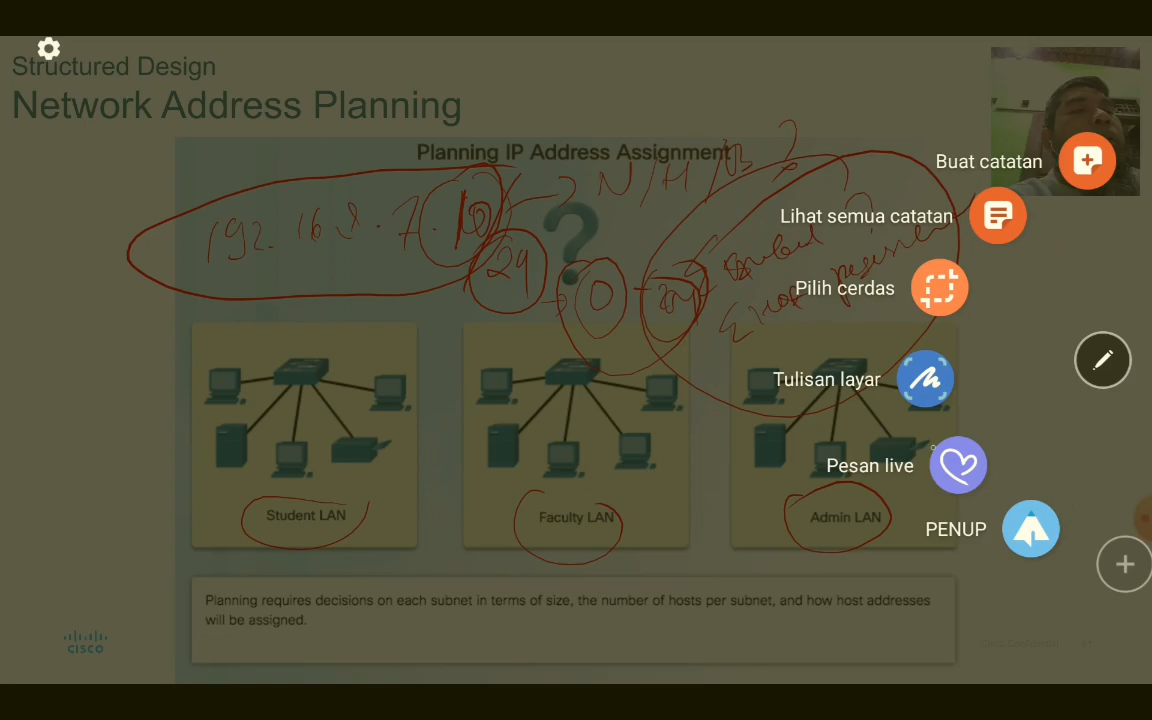 Structured Design
Network Address Planning
Planning IP Address Assignment
Buat catatan
N/H/B ?
192.168.7.10
Lihat semua catatan
29
Pilih cerdas
0
Tulisan layar
Pesan live
Student LAN
Faculty LAN
Admin LAN
PENUP
Planning requires decisions on each subnet in terms of size, the number of hosts per subnet, and how host addresses
will be assigned.
CISCO